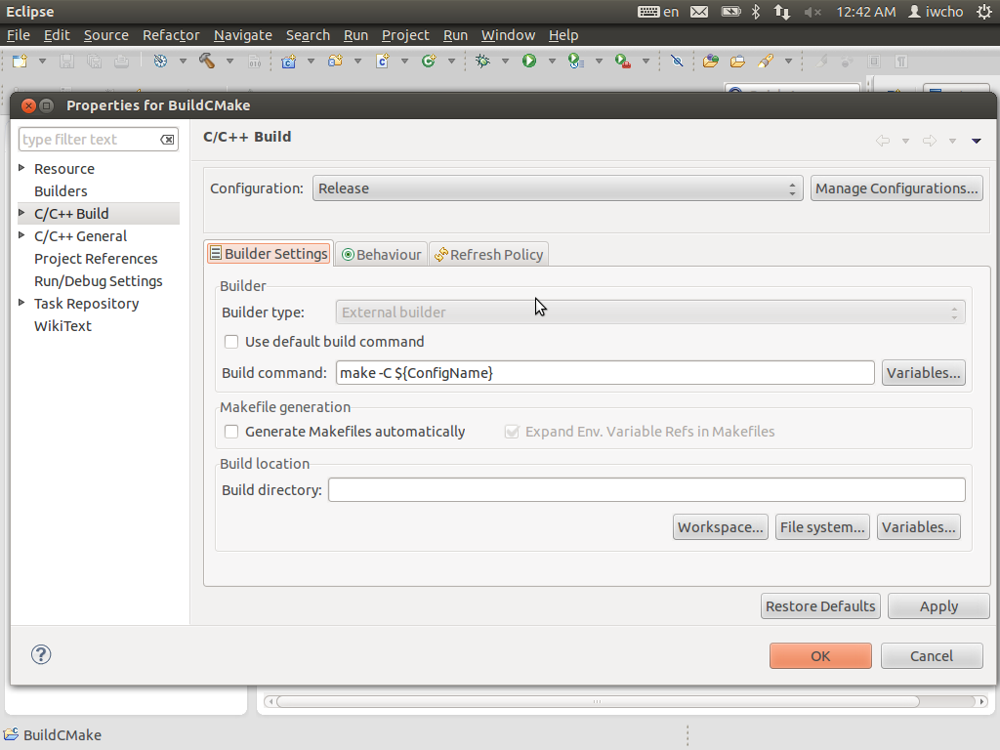 Eclipse en 12:42 AM iwcho
File Edit Source Refactor Navigate Search Run Project Run Window Help
Properties for BuildCMake
type filter text
Resource
Builders
C/C++ Build
C/C++ General
Project References
Run/Debug Settings
Task Repository
WikiText
C/C++ Build
Configuration: Release Manage Configurations...
Builder Settings Behaviour Refresh Policy
Builder
Builder type: External builder
Use default build command
Build command: make -C ${ConfigName} Variables...
Makefile generation
Generate Makefiles automatically Expand Env. Variable Refs in Makefiles
Build location
Build directory:
Workspace... File system... Variables...
Restore Defaults Apply
OK Cancel
BuildCMake